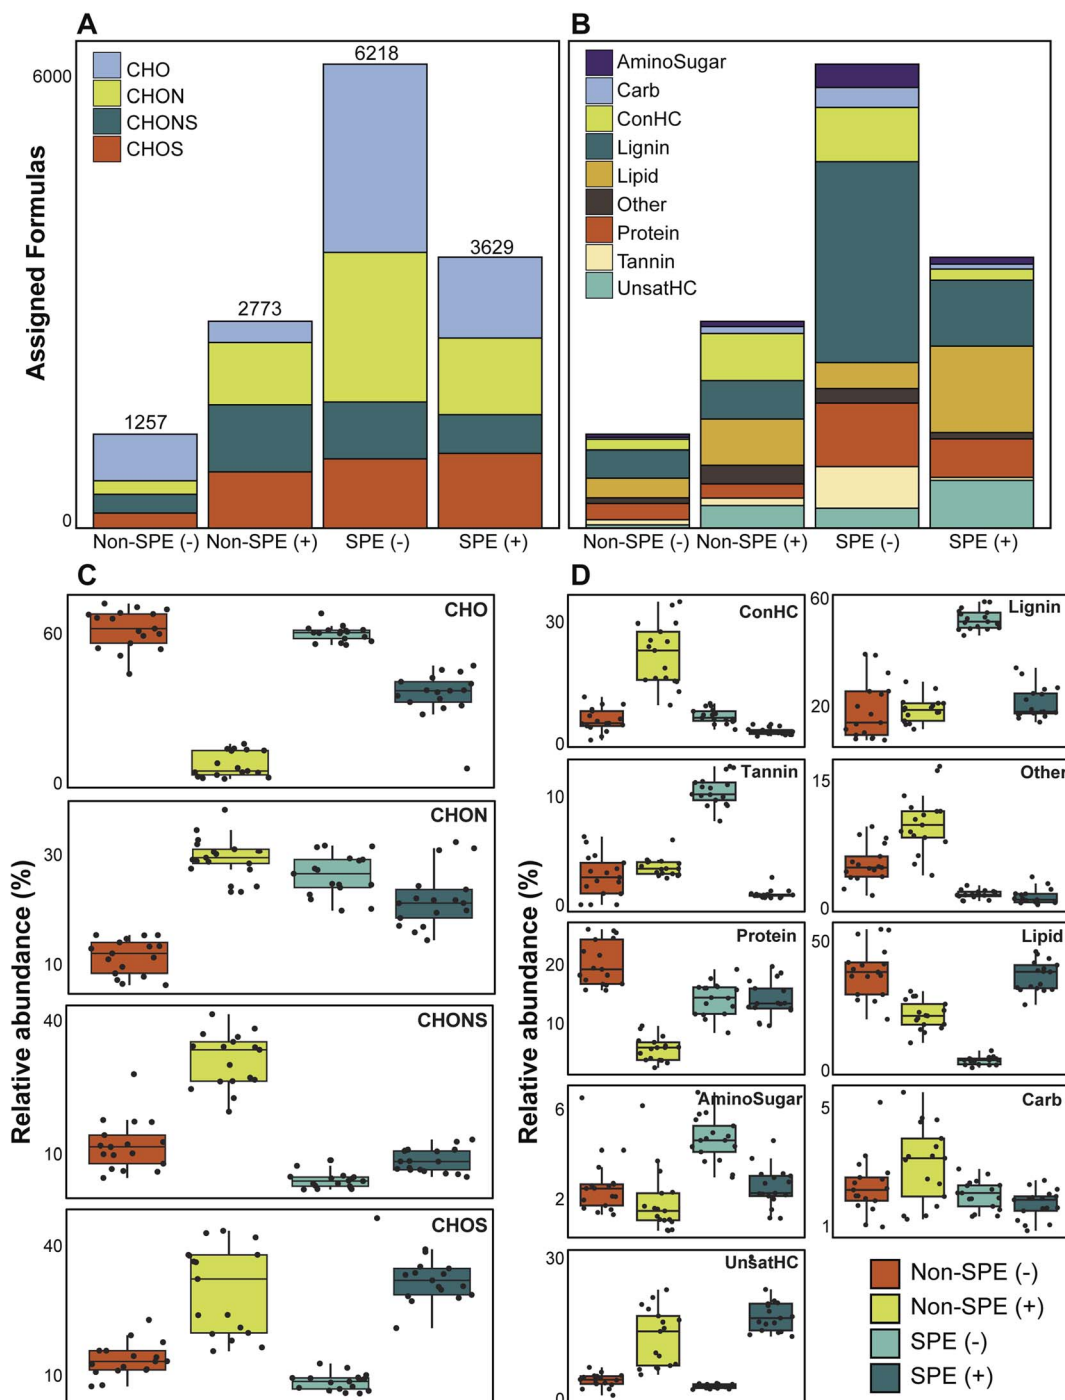 A
B
Assigned Formulas
6000
0
CHO
CHON
CHONS
CHOS
1257
2773
6218
3629
Non-SPE (-)
Non-SPE (+)
SPE (-)
SPE (+)
AminoSugar
Carb
ConHC
Lignin
Lipid
Other
Protein
Tannin
UnsatHC
Non-SPE (-)
Non-SPE (+)
SPE (-)
SPE (+)
C
Relative abundance (%)
CHO
60
0
CHON
30
10
CHONS
40
10
CHOS
40
10
D
Relative abundance (%)
ConHC
30
0
Lignin
60
20
Tannin
10
0
Other
15
0
Protein
20
10
Lipid
50
0
AminoSugar
6
2
Carb
5
1
UnsatHC
30
0
Non-SPE (-)
Non-SPE (+)
SPE (-)
SPE (+)